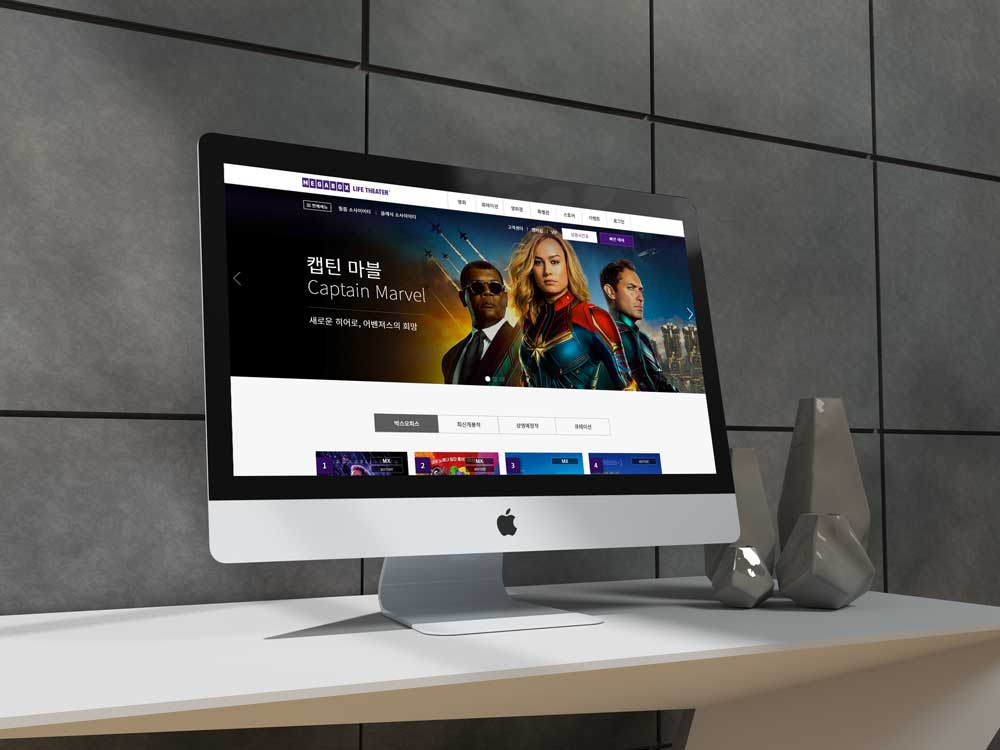 MEGABOX LIFE THEATER
영화 큐레이션 영화관 특별관 스토어 이벤트 로그인
전체메뉴 필름 소사이어티 클래식 소사이어티
고객센터 멤버십 VIP 상영시간표 빠른 예매
캡틴 마블
Captain Marvel
새로운 히어로, 어벤져스의 희망
박스오피스 최신개봉작 상영예정작 큐레이션
1 MX 2 MX 3 MX 4